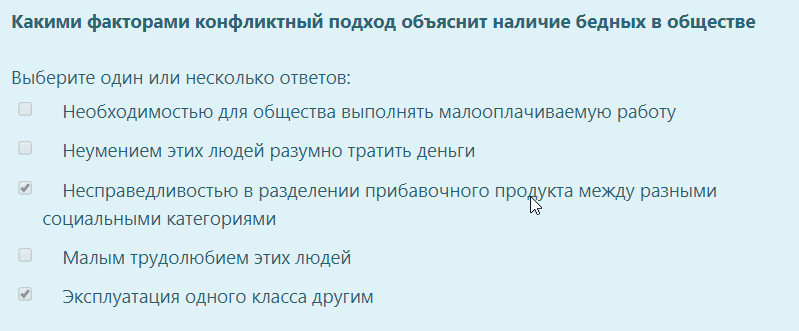 Какими факторами конфликтный подход объяснит наличие бедных в обществе
Выберите один или несколько ответов:
Необходимостью для общества выполнять малооплачиваемую работу
Неумением этих людей разумно тратить деньги
Несправедливостью в разделении прибавочного продукта между разными
социальными категориями
Малым трудолюбием этих людей
Эксплуатация одного класса другим